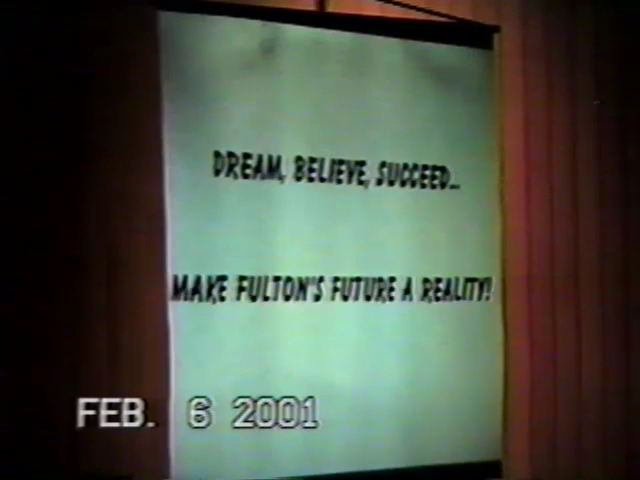 DREAM, BELIEVE, SUCCEED...
MAKE FULTON'S FUTURE A REALITY!
FEB. 6 2001